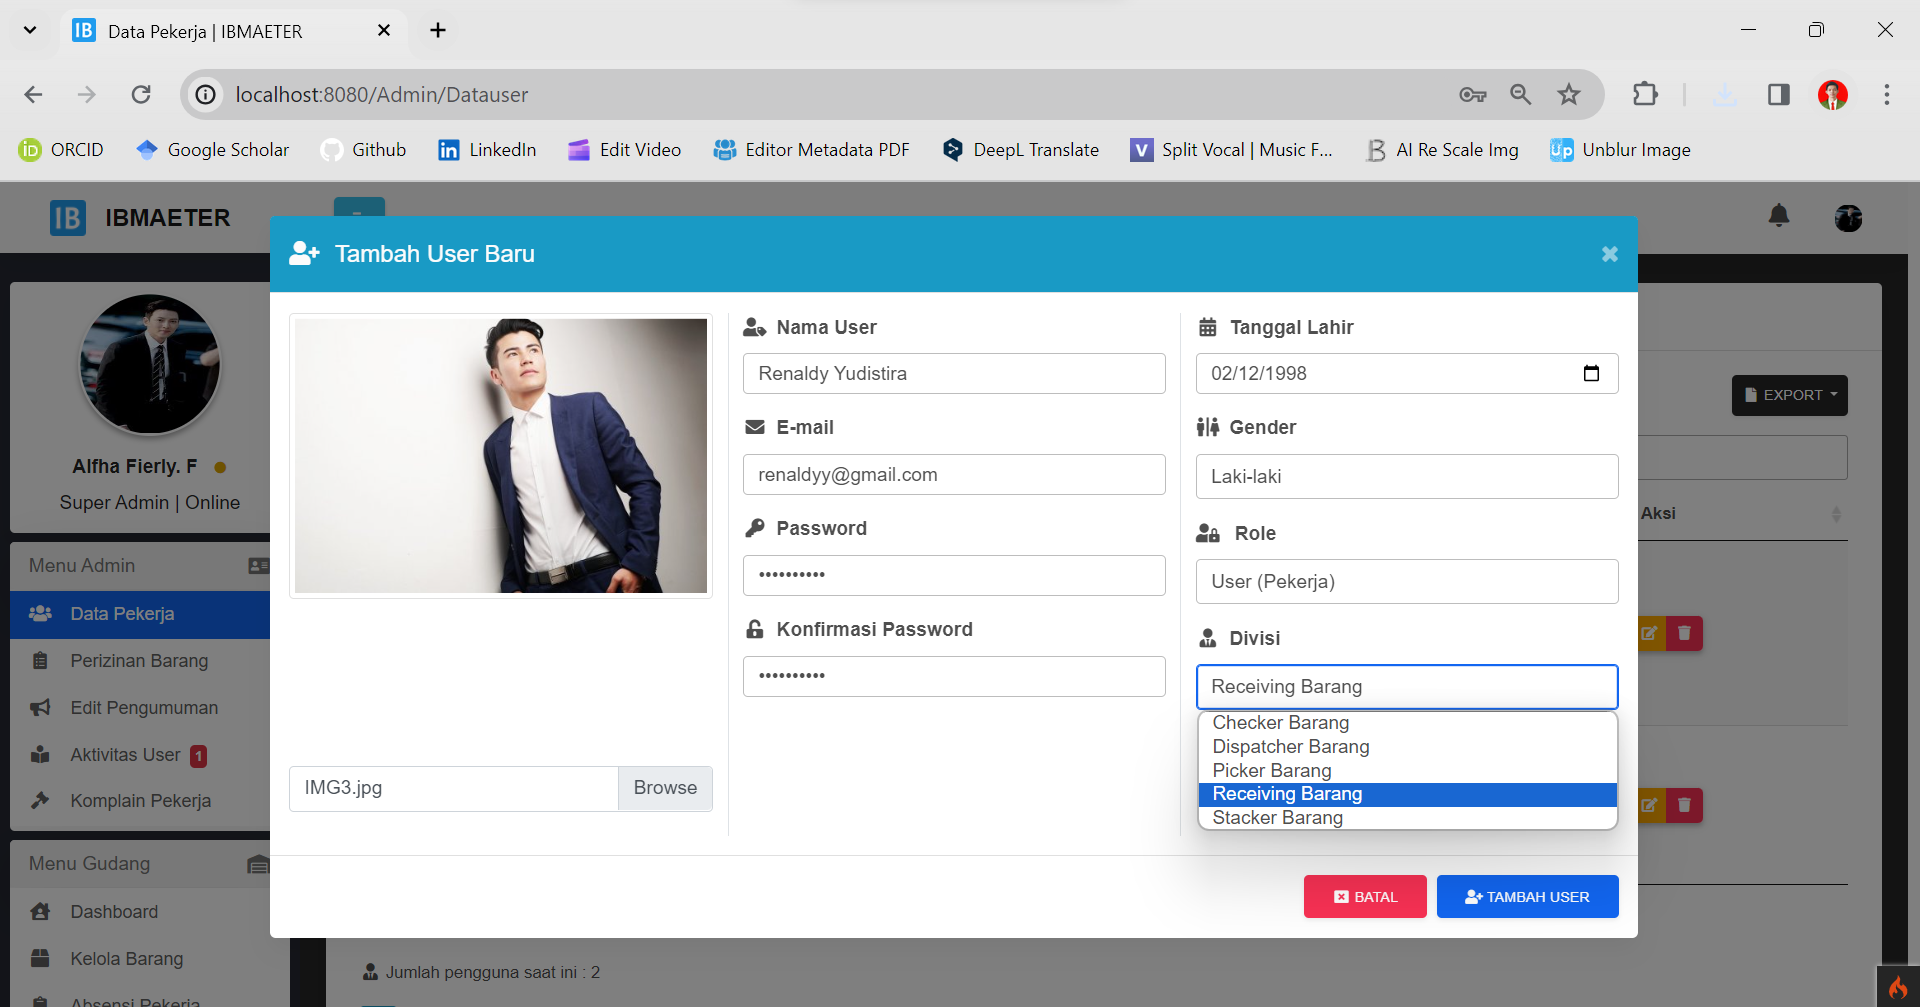 Data Pekerja | IBMAETER
localhost:8080/Admin/Datauser
ORCID Google Scholar Github LinkedIn Edit Video Editor Metadata PDF DeepL Translate Split Vocal | Music F... AI Re Scale Img Unblur Image
IB IBMAETER
Tambah User Baru
Alfha Fierly. F
Super Admin | Online
Menu Admin
Data Pekerja
Perizinan Barang
Edit Pengumuman
Aktivitas User 1
Komplain Pekerja
Menu Gudang
Dashboard
Kelola Barang
Absensi Pekerja
IMG3.jpg Browse
Nama User
Renaldy Yudistira
E-mail
renaldyy@gmail.com
Password
••••••••••
Konfirmasi Password
••••••••••
Tanggal Lahir
02/12/1998
Gender
Laki-laki
Role
User (Pekerja)
Divisi
Receiving Barang
Checker Barang
Dispatcher Barang
Picker Barang
Receiving Barang
Stacker Barang
BATAL TAMBAH USER
EXPORT
Aksi
Jumlah pengguna saat ini : 2